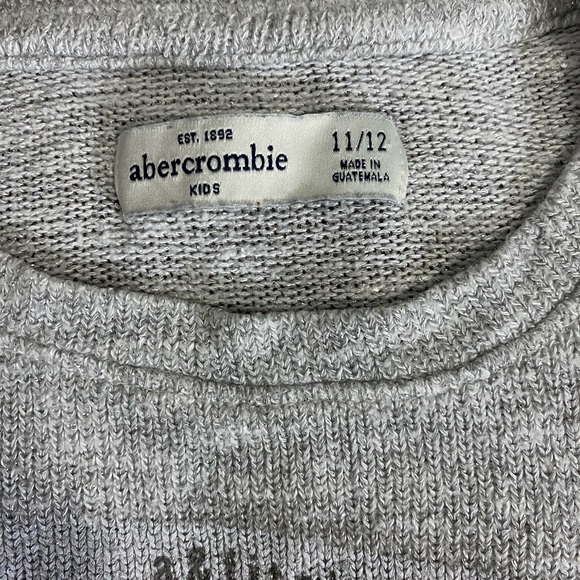 EST. 1892
abercrombie
KIDS
11/12
MADE IN
GUATEMALA